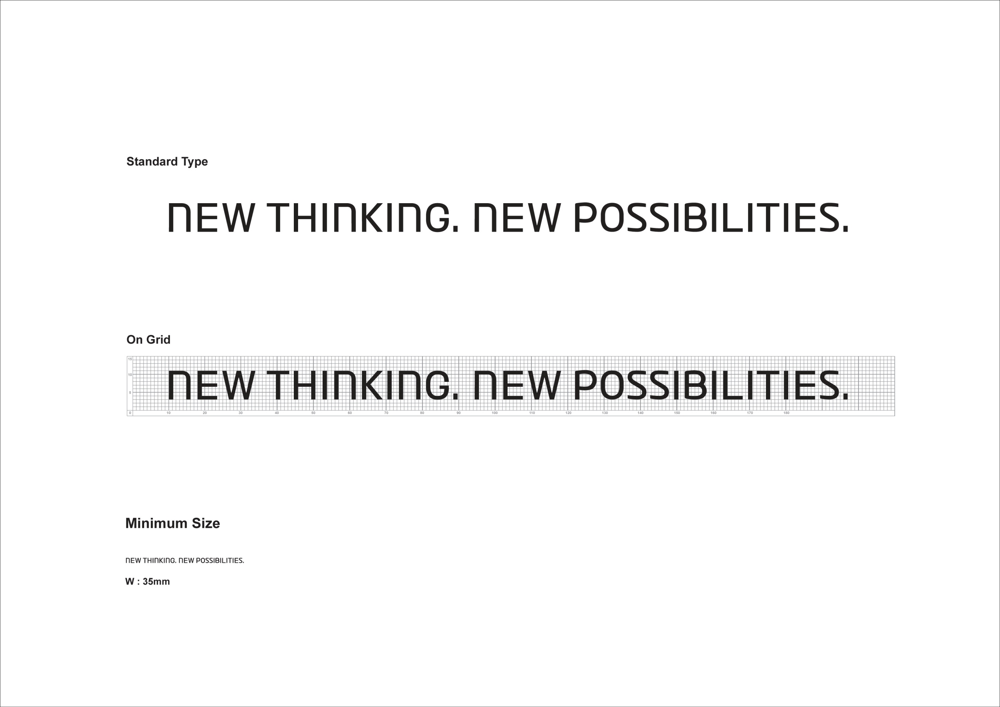 Standard Type
NEW THINKING. NEW POSSIBILITIES.
On Grid
15
10
5
NEW THINKING. NEW POSSIBILITIES.
0 10 20 30 40 50 60 70 80 90 100 110 120 130 140 150 160 170 180
Minimum Size
NEW THINKING. NEW POSSIBILITIES.
W : 35mm